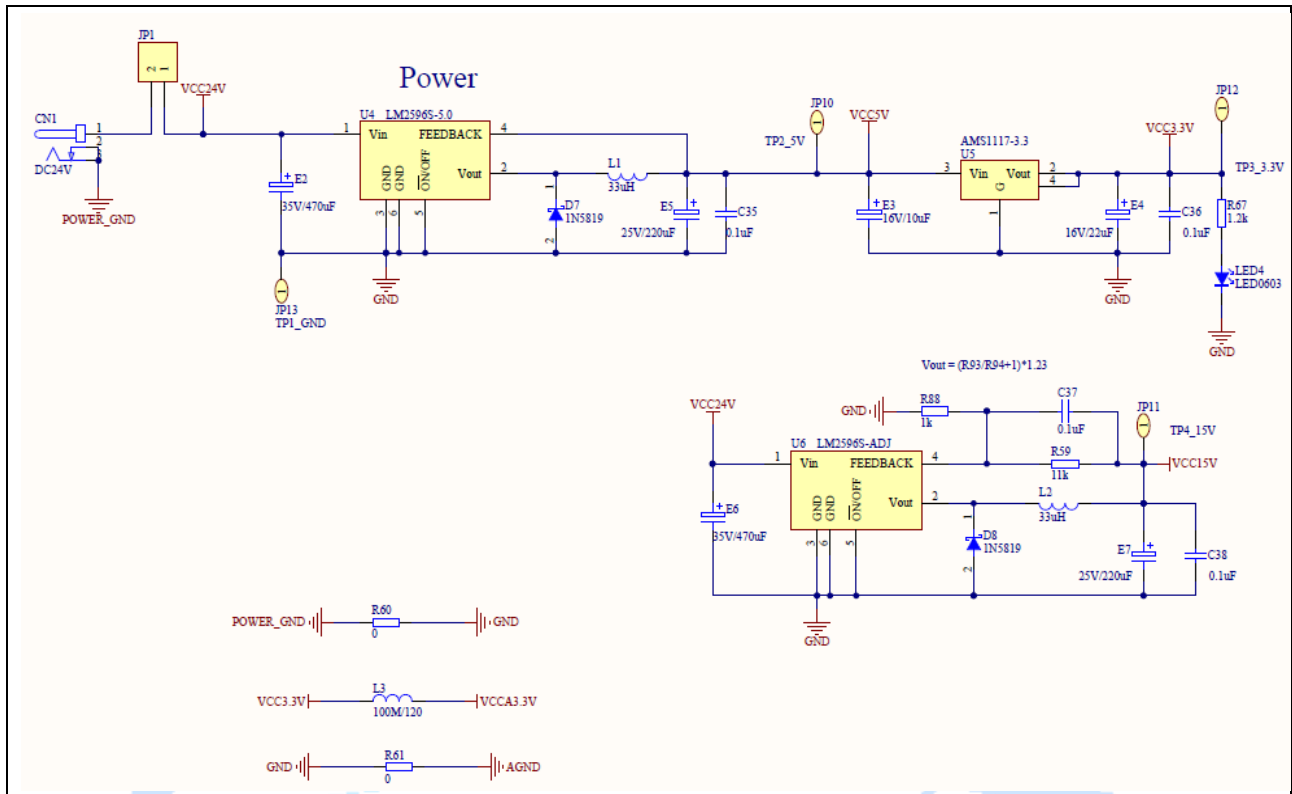 JP1
2
1
Power
VCC24V
CN1
1
2
3
DC24V
POWER_GND
U4 LM2596S-5.0
1
Vin
FEEDBACK
4
Vout
2
GND
GND
ON/OFF
3
6
5
E2
35V/470uF
1
JP13
TP1_GND
GND
L1
33uH
1
D7
1N5819
2
E5
25V/220uF
C35
0.1uF
JP10
1
TP2_5V
VCC5V
E3
16V/10uF
AMS1117-3.3
U5
3
Vin
Vout
2
4
G
1
VCC3.3V
E4
16V/22uF
C36
0.1uF
GND
JP12
1
TP3_3.3V
R67
1.2k
LED4
LED0603
GND
Vout = (R93/R94+1)*1.23
VCC24V
GND
R88
1k
C37
0.1uF
JP11
1
TP4_15V
U6 LM2596S-ADJ
1
Vin
FEEDBACK
4
R59
11k
VCC15V
Vout
2
GND
GND
ON/OFF
3
6
5
L2
33uH
E6
35V/470uF
1
D8
1N5819
2
E7
25V/220uF
C38
0.1uF
GND
POWER_GND
R60
0
GND
VCC3.3V
L3
100M/120
VCCA3.3V
GND
R61
0
AGND